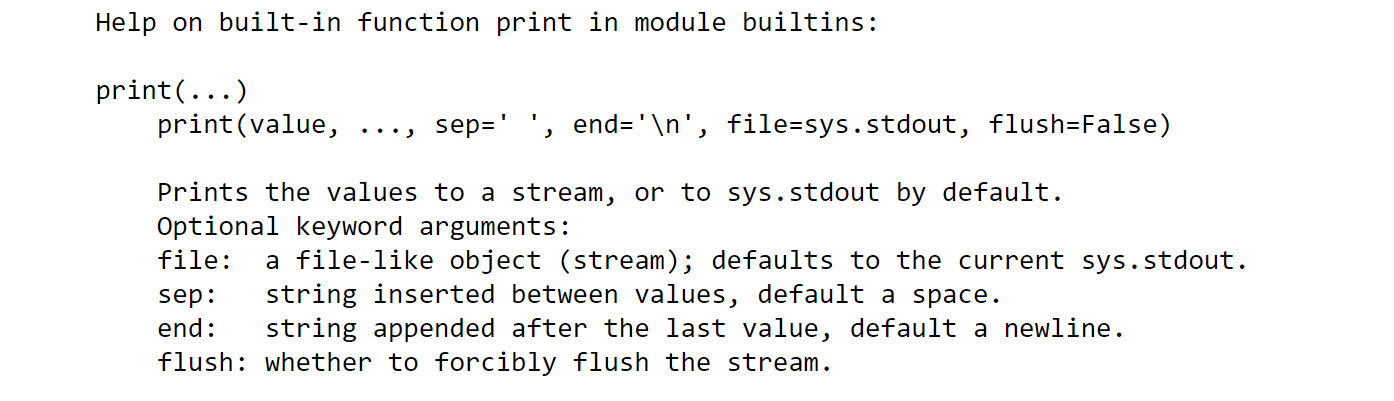 Help on built-in function print in module builtins:

print(...)
    print(value, ..., sep=' ', end='\n', file=sys.stdout, flush=False)

    Prints the values to a stream, or to sys.stdout by default.
    Optional keyword arguments:
    file:  a file-like object (stream); defaults to the current sys.stdout.
    sep:   string inserted between values, default a space.
    end:   string appended after the last value, default a newline.
    flush: whether to forcibly flush the stream.